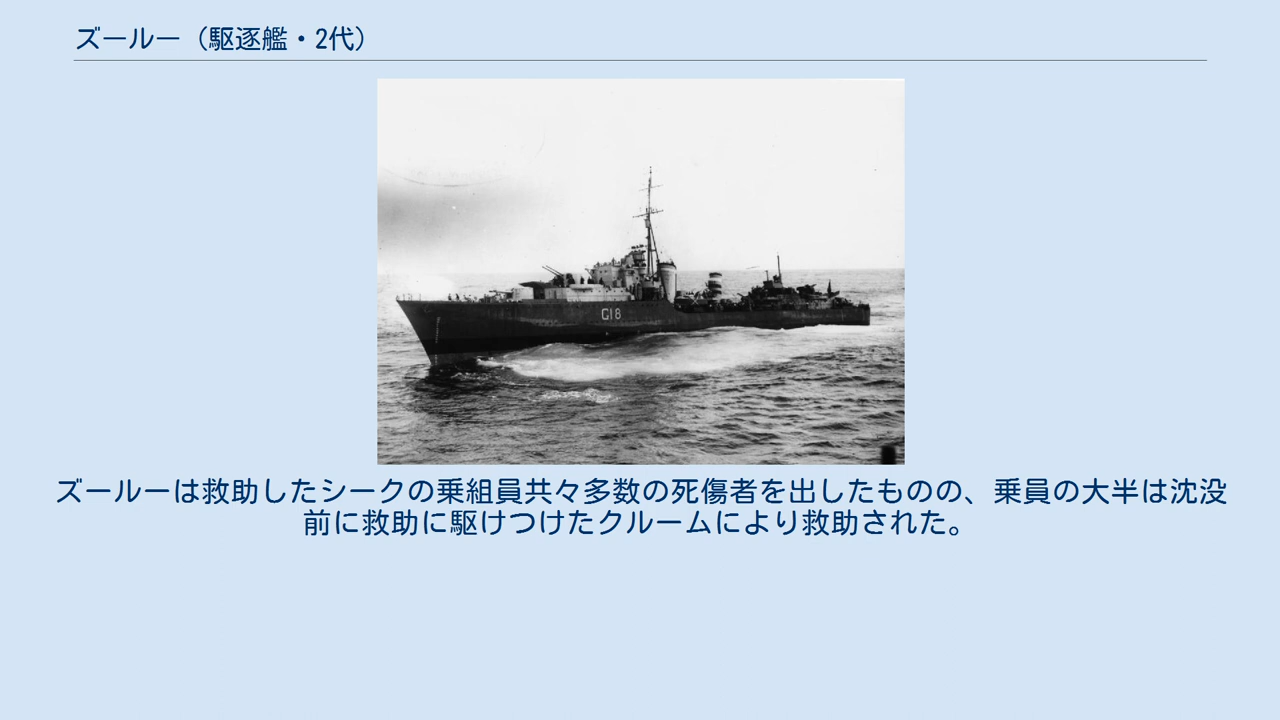 ズールー（駆逐艦・2代）
G18
ズールーは救助したシークの乗組員共々多数の死傷者を出したものの、乗員の大半は沈没
前に救助に駆けつけたクルームにより救助された。